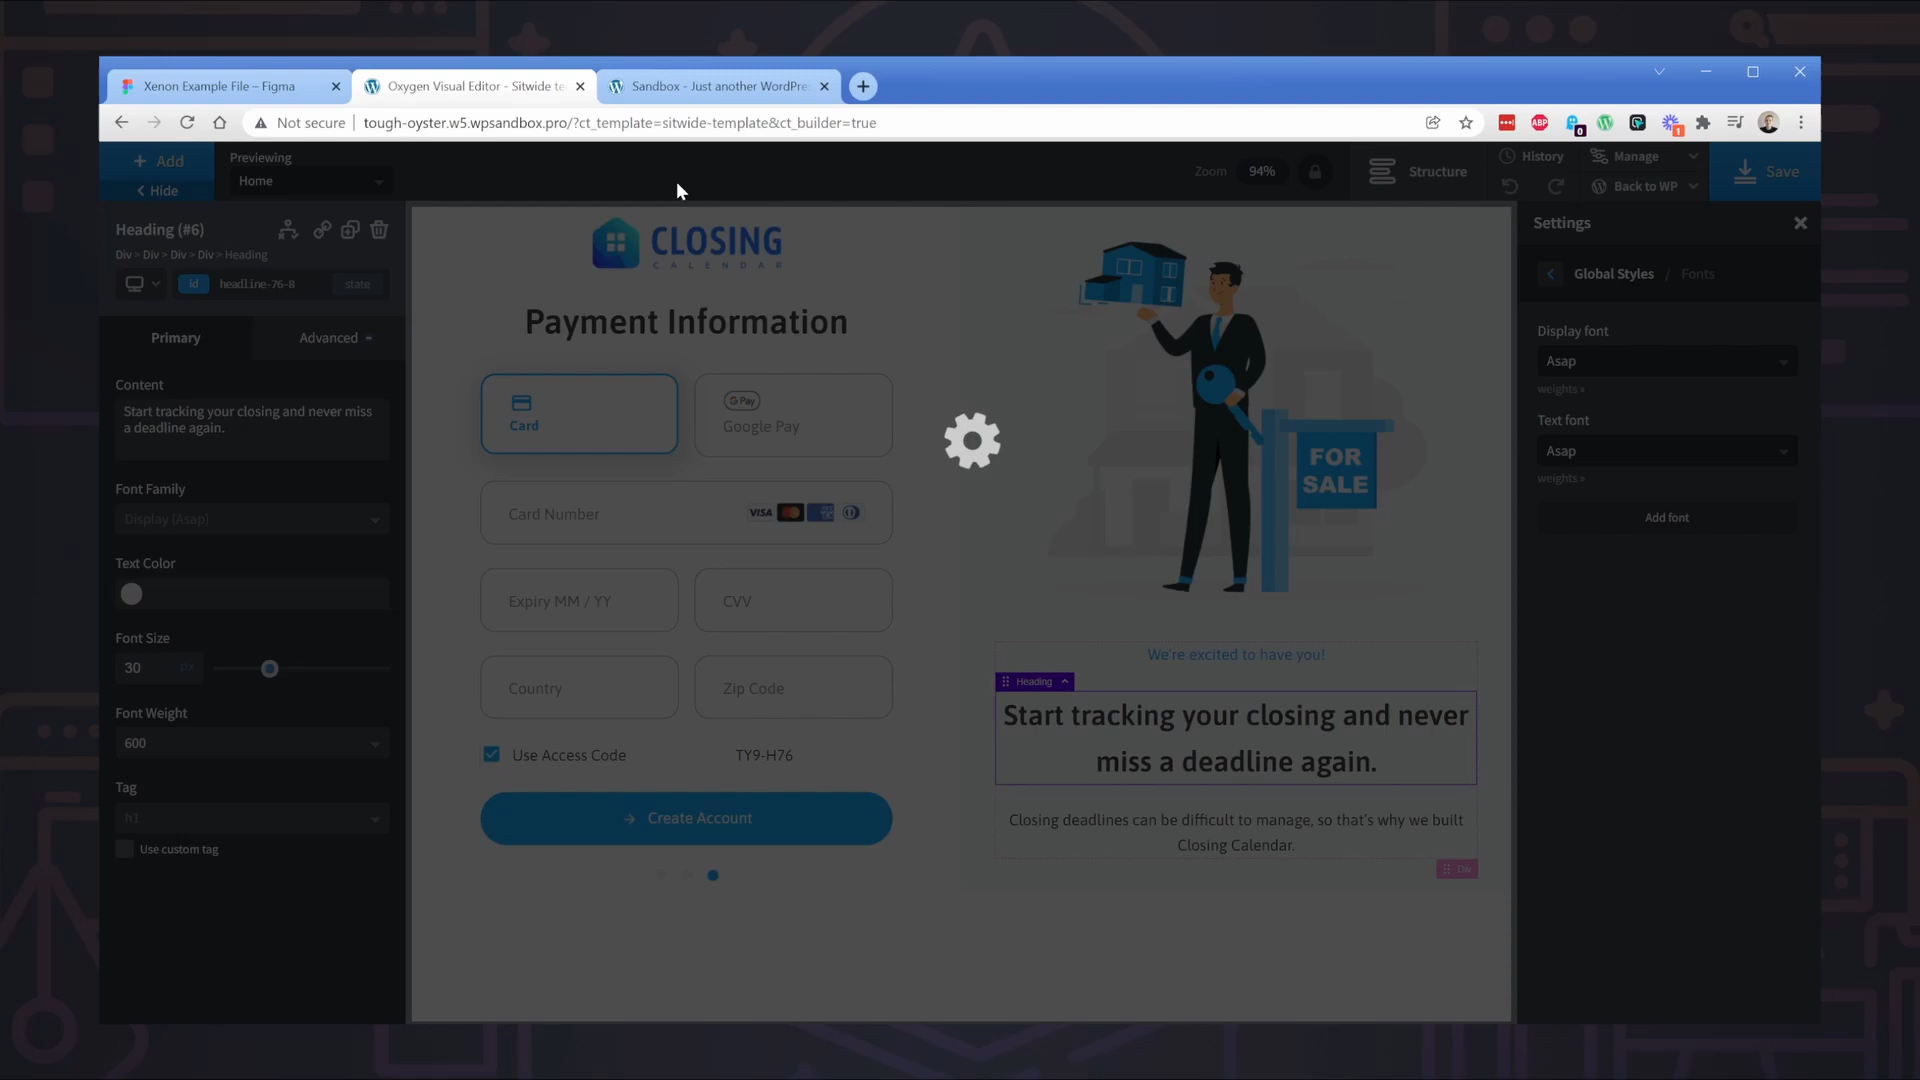 Xenon Example File – Figma
Oxygen Visual Editor - Sitwide te
Sandbox - Just another WordPre
Not secure
tough-oyster.w5.wpsandbox.pro/?ct_template=sitwide-template&ct_builder=true
ABP
0
1
Add
Hide
Previewing
Home
Zoom
94%
Structure
History
Manage
Back to WP
Save
Heading (#6)
Div > Div > Div > Div > Heading
id
headline-76-8
state
Primary
Advanced
Content
Start tracking your closing and never miss
a deadline again.
Font Family
Display (Asap)
Text Color
Font Size
30
px
Font Weight
600
Tag
h1
Use custom tag
CLOSING
CALENDAR
Payment Information
Card
G Pay
Google Pay
Card Number
VISA
Expiry MM / YY
CVV
Country
Zip Code
Use Access Code
TY9-H76
Create Account
FOR
SALE
We're excited to have you!
Heading
Start tracking your closing and never
miss a deadline again.
Closing deadlines can be difficult to manage, so that's why we built
Closing Calendar.
Div
Settings
Global Styles / Fonts
Display font
Asap
weights »
Text font
Asap
weights »
Add font